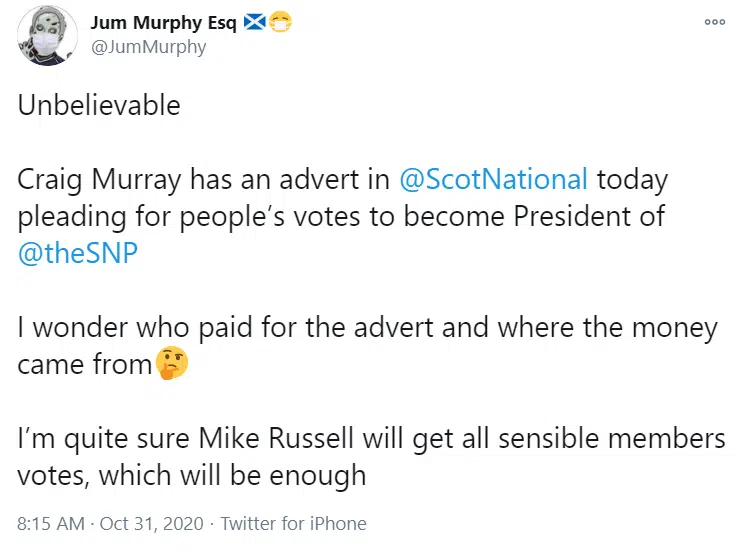 Jum Murphy Esq 🏴󠁧󠁢󠁳󠁣󠁴󠁿😷
@JumMurphy
Unbelievable
Craig Murray has an advert in @ScotNational today
pleading for people's votes to become President of
@theSNP
I wonder who paid for the advert and where the money
came from🤔
I'm quite sure Mike Russell will get all sensible members
votes, which will be enough
8:15 AM · Oct 31, 2020 · Twitter for iPhone